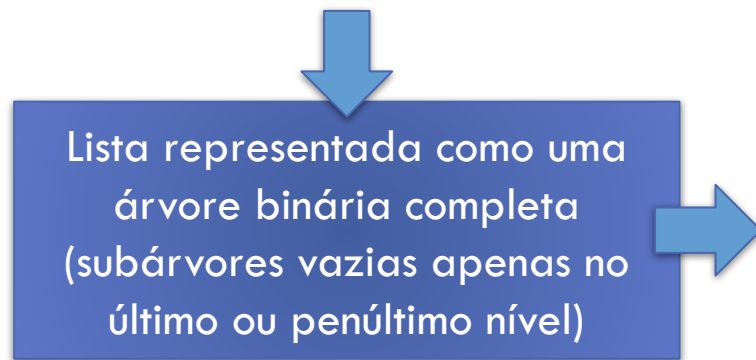 Lista representada como uma
árvore binária completa
(subárvores vazias apenas no
último ou penúltimo nível)